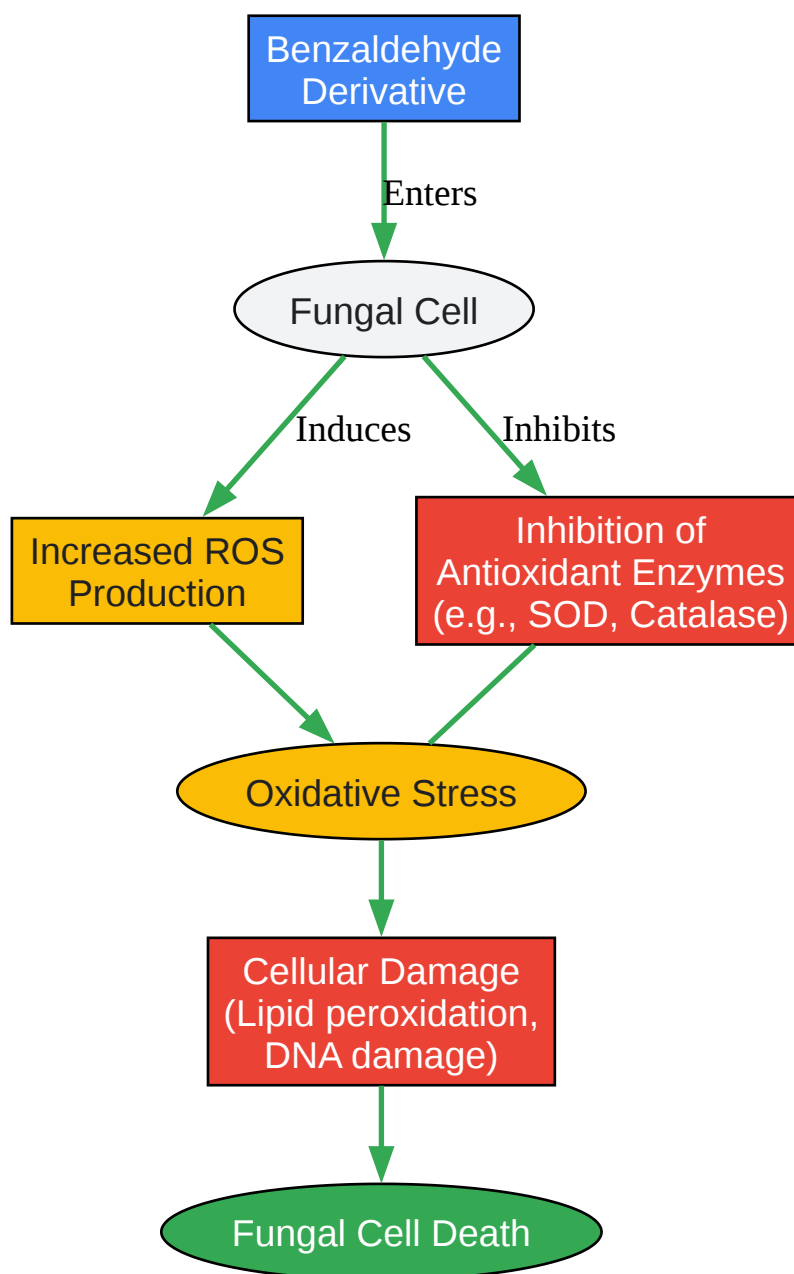 Benzaldehyde
Derivative
Enters
Fungal Cell
Induces
Inhibits
Increased ROS
Production
Inhibition of
Antioxidant Enzymes
(e.g., SOD, Catalase)
Oxidative Stress
Cellular Damage
(Lipid peroxidation,
DNA damage)
Fungal Cell Death